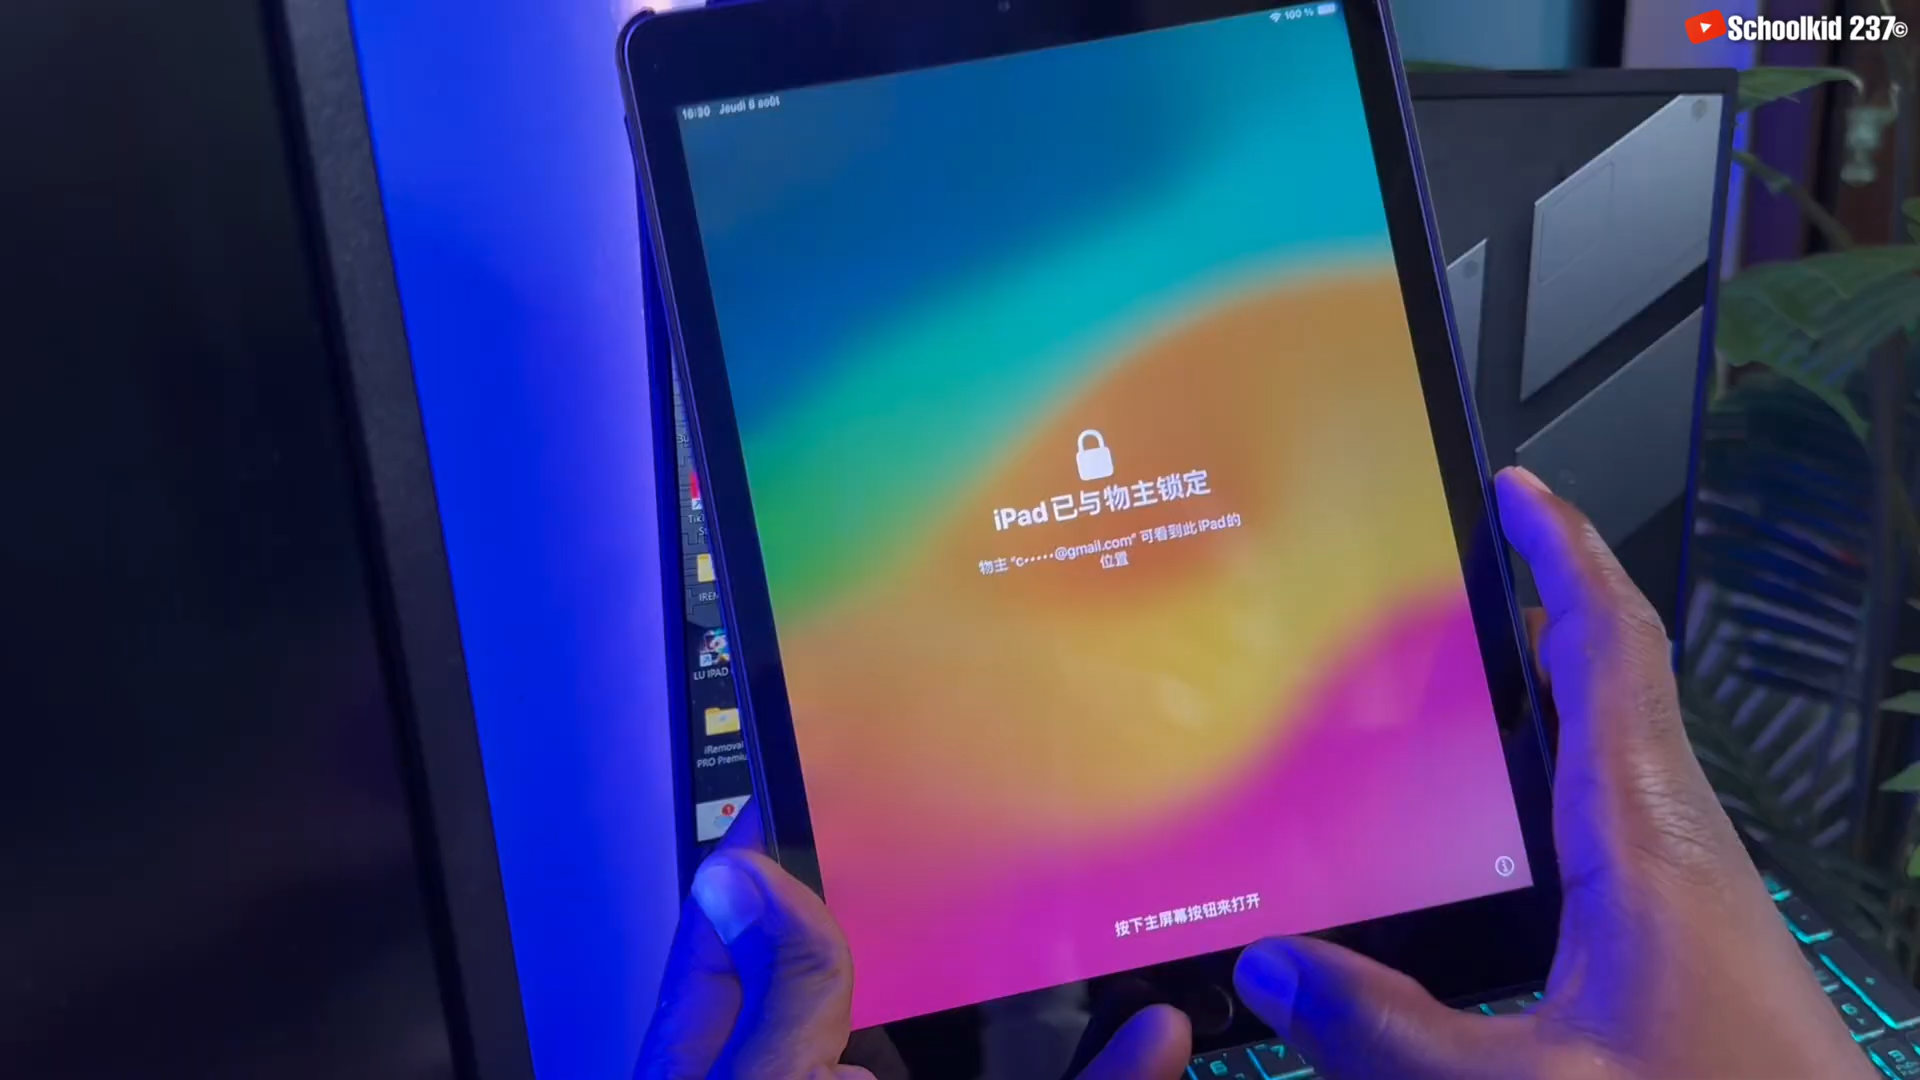 Schoolkid 237©
100 %
16:30 Jeudi 6 août
iPad已与物主锁定
物主“c•••••@gmail.com”可看到此iPad的
位置
按下主屏幕按钮来打开
LU IPAD
iRemoval
PRO Premiu